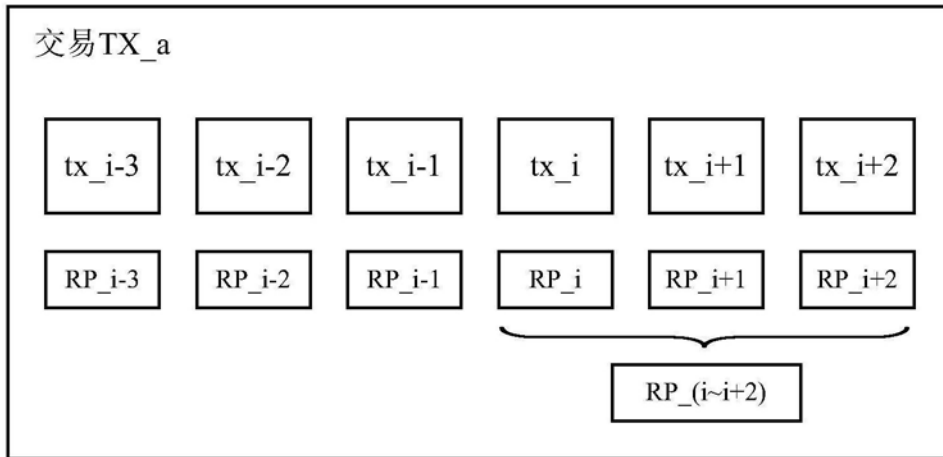 交易TX_a
tx_i-3 tx_i-2 tx_i-1 tx_i tx_i+1 tx_i+2
RP_i-3 RP_i-2 RP_i-1 RP_i RP_i+1 RP_i+2
RP_(i~i+2)